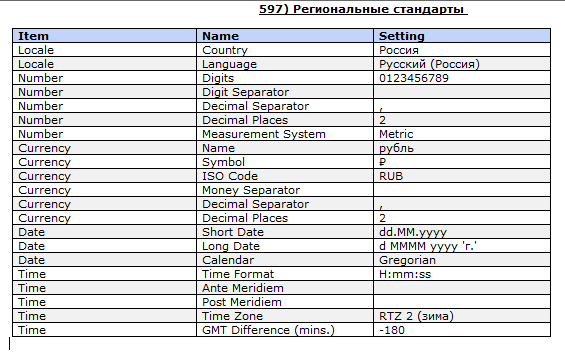 597) Региональные стандарты
Item Name Setting
Locale Country Россия
Locale Language Русский (Россия)
Number Digits 0123456789
Number Digit Separator
Number Decimal Separator ,
Number Decimal Places 2
Number Measurement System Metric
Currency Name рубль
Currency Symbol ₽
Currency ISO Code RUB
Currency Money Separator
Currency Decimal Separator ,
Currency Decimal Places 2
Date Short Date dd.MM.yyyy
Date Long Date d MMMM yyyy 'г.'
Date Calendar Gregorian
Time Time Format H:mm:ss
Time Ante Meridiem
Time Post Meridiem
Time Time Zone RTZ 2 (зима)
Time GMT Difference (mins.) -180